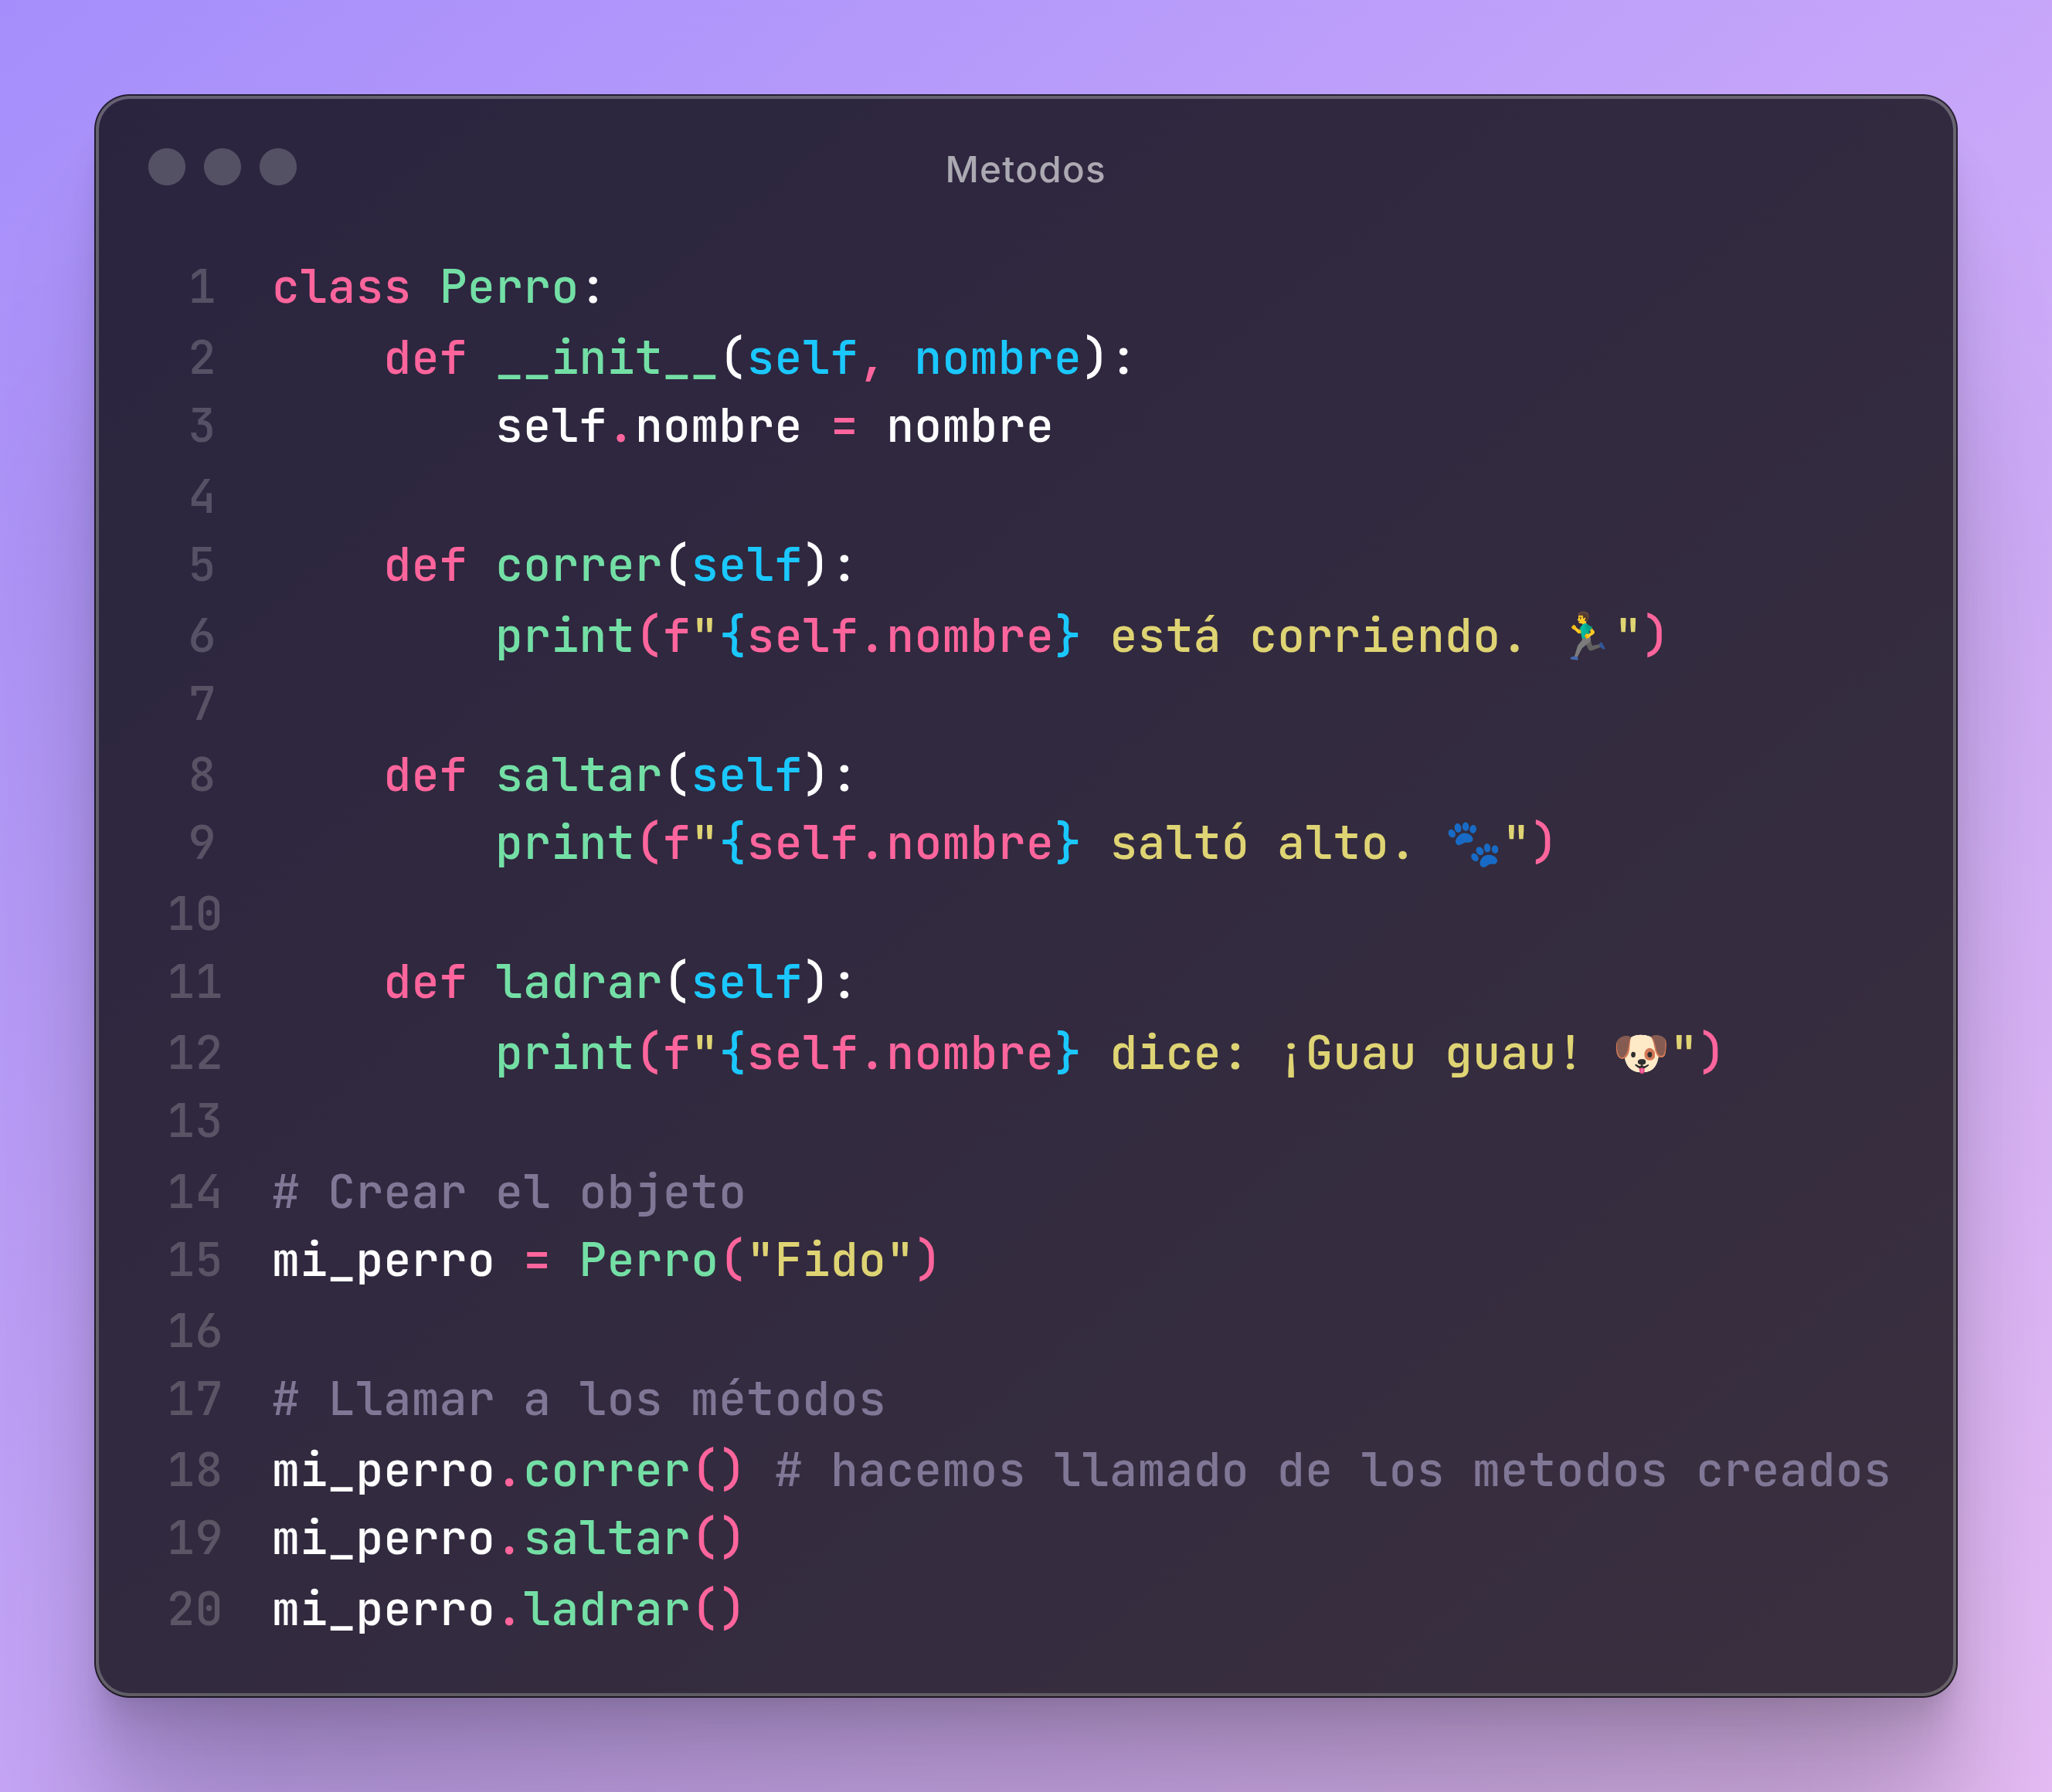 Metodos
1 class Perro:
2     def __init__(self, nombre):
3         self.nombre = nombre
4
5     def correr(self):
6         print(f"{self.nombre} está corriendo. 🏃‍♂️")
7
8     def saltar(self):
9         print(f"{self.nombre} saltó alto. 🐾")
10
11     def ladrar(self):
12         print(f"{self.nombre} dice: ¡Guau guau! 🐶")
13
14 # Crear el objeto
15 mi_perro = Perro("Fido")
16
17 # Llamar a los métodos
18 mi_perro.correr() # hacemos llamado de los metodos creados
19 mi_perro.saltar()
20 mi_perro.ladrar()